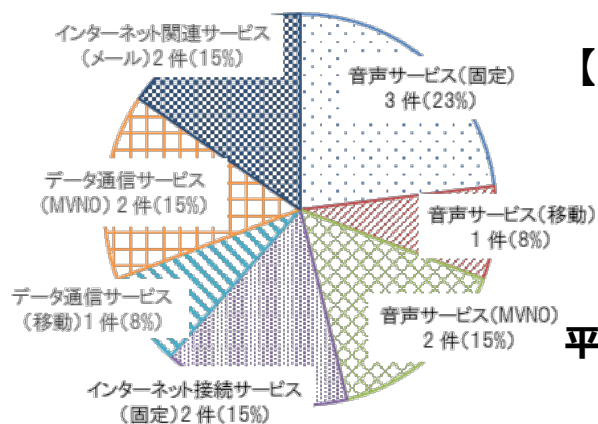 インターネット関連サービス
(メール)2件(15%)
音声サービス(固定)
3件(23%)
【
データ通信サービス
(MVNO)2件(15%)
音声サービス(移動)
1件(8%)
データ通信サービス
(移動)1件(8%)
音声サービス(MVNO)
2件(15%)
平
インターネット接続サービス
(固定)2件(15%)